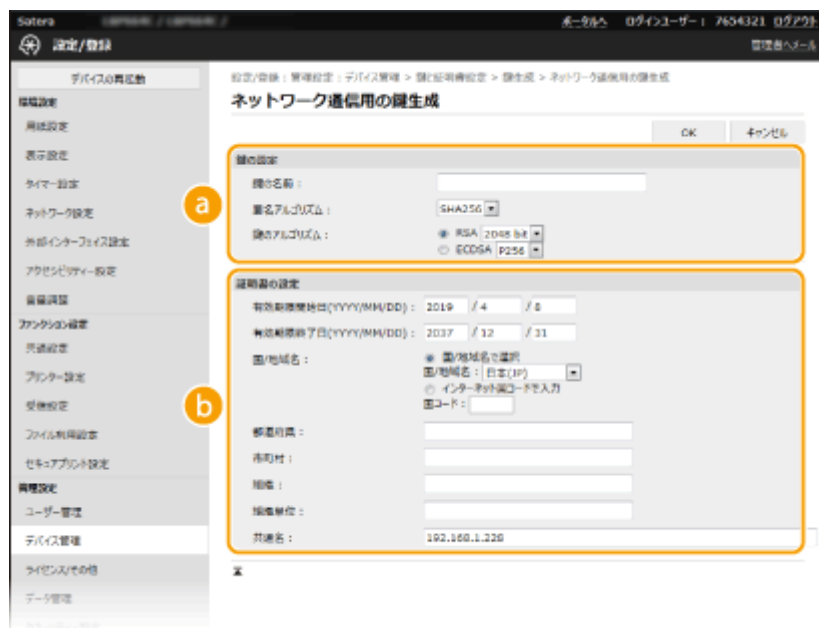 Satera
ポータルへ ログインユーザー: 7654321 ログアウト
設定/登録
管理者へメール
デバイスの再起動
設定/登録 : 管理設定 : デバイス管理 > 鍵と証明書設定 > 鍵生成 > ネットワーク通信用の鍵生成
ネットワーク通信用の鍵生成
OK キャンセル
環境設定
用紙設定
表示設定
タイマー設定
ネットワーク設定
外部インターフェイス設定
アクセシビリティー設定
音量調整
ファンクション設定
共通設定
プリンター設定
受信設定
ファイル利用設定
セキュアプリント設定
管理設定
ユーザー管理
デバイス管理
ライセンス/その他
データ管理
a
鍵の設定
鍵の名前 :
署名アルゴリズム : SHA256
鍵のアルゴリズム : RSA 2048 bit
ECDSA P256
b
証明書の設定
有効期限開始日(YYYY/MM/DD) : 2019 / 4 / 8
有効期限終了日(YYYY/MM/DD) : 2037 / 12 / 31
国/地域名 : 国/地域名で選択
国/地域名 : 日本(JP)
インターネット国コードで入力
国コード :
都道府県 :
市町村 :
組織 :
組織単位 :
共通名 : 192.168.1.228